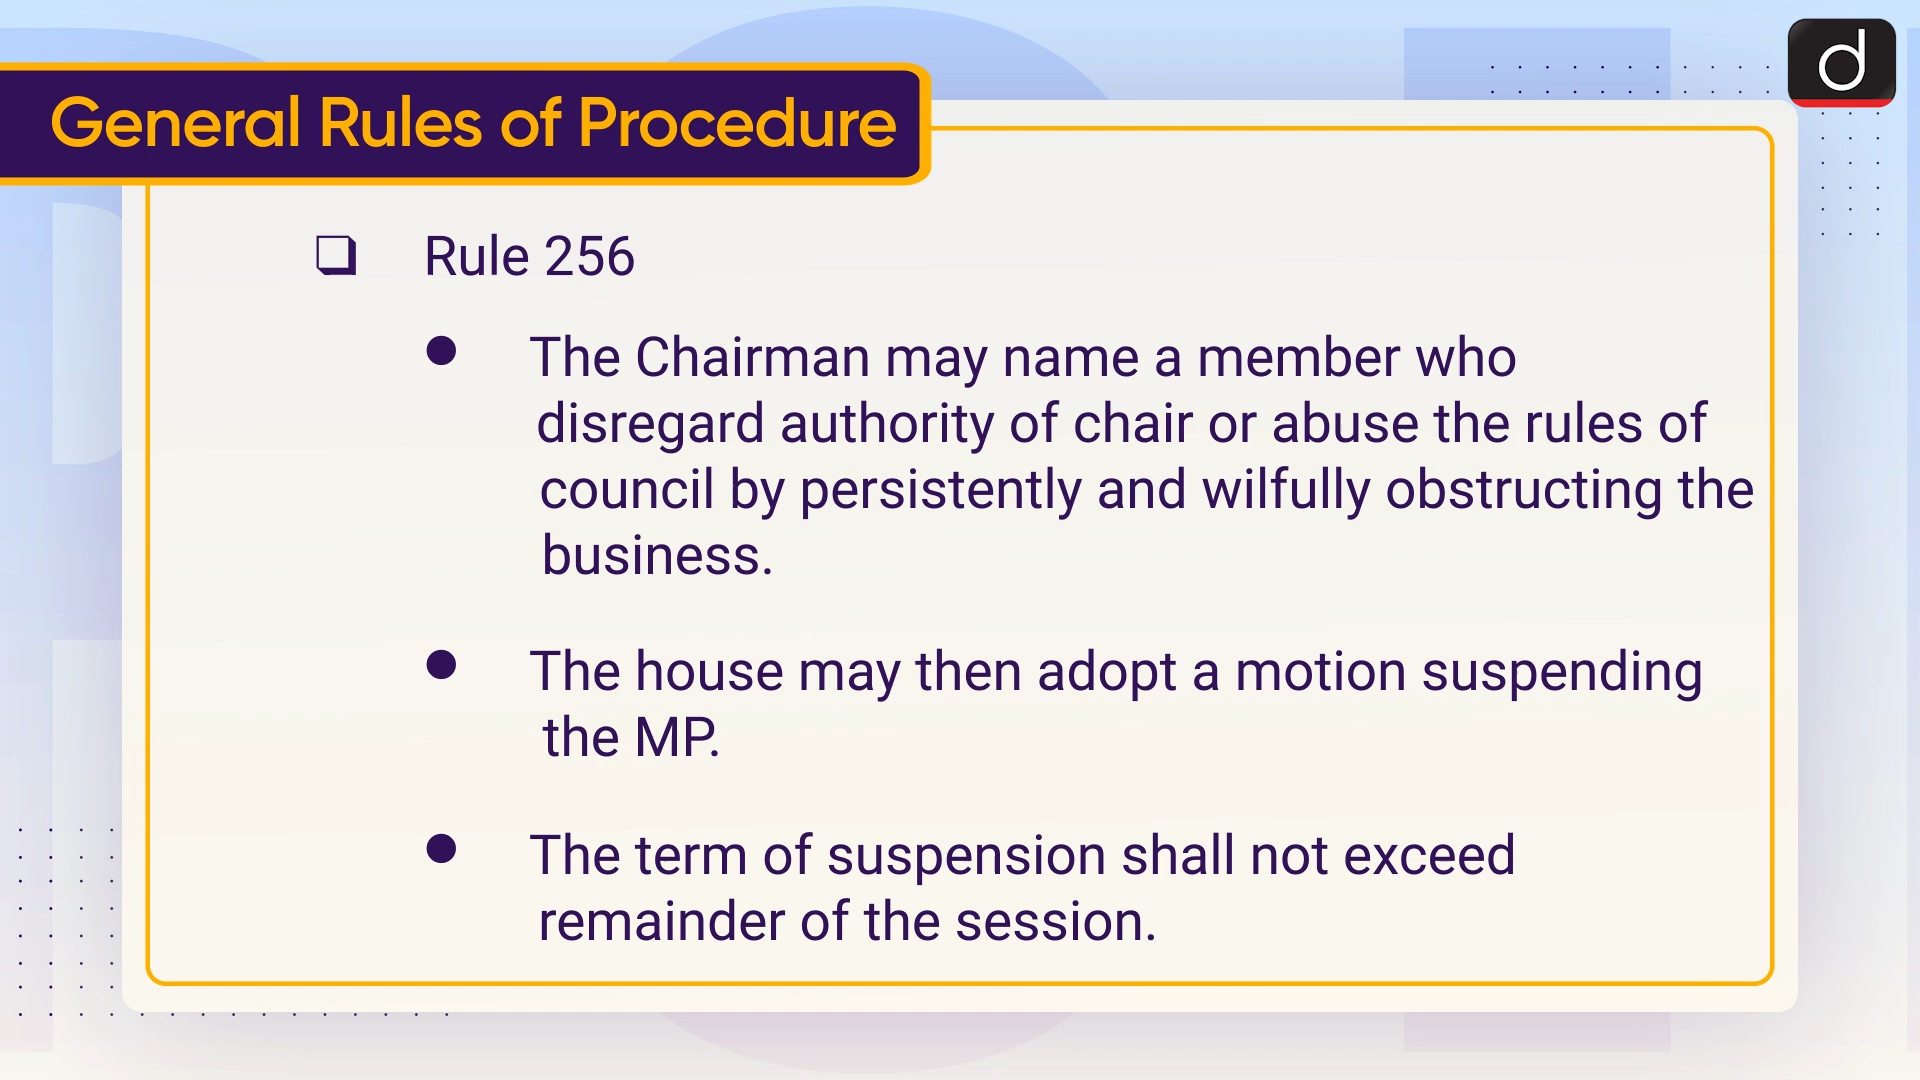 General Rules of Procedure
d
❑ Rule 256
● The Chairman may name a member who
disregard authority of chair or abuse the rules of
council by persistently and wilfully obstructing the
business.
● The house may then adopt a motion suspending
the MP.
● The term of suspension shall not exceed
remainder of the session.